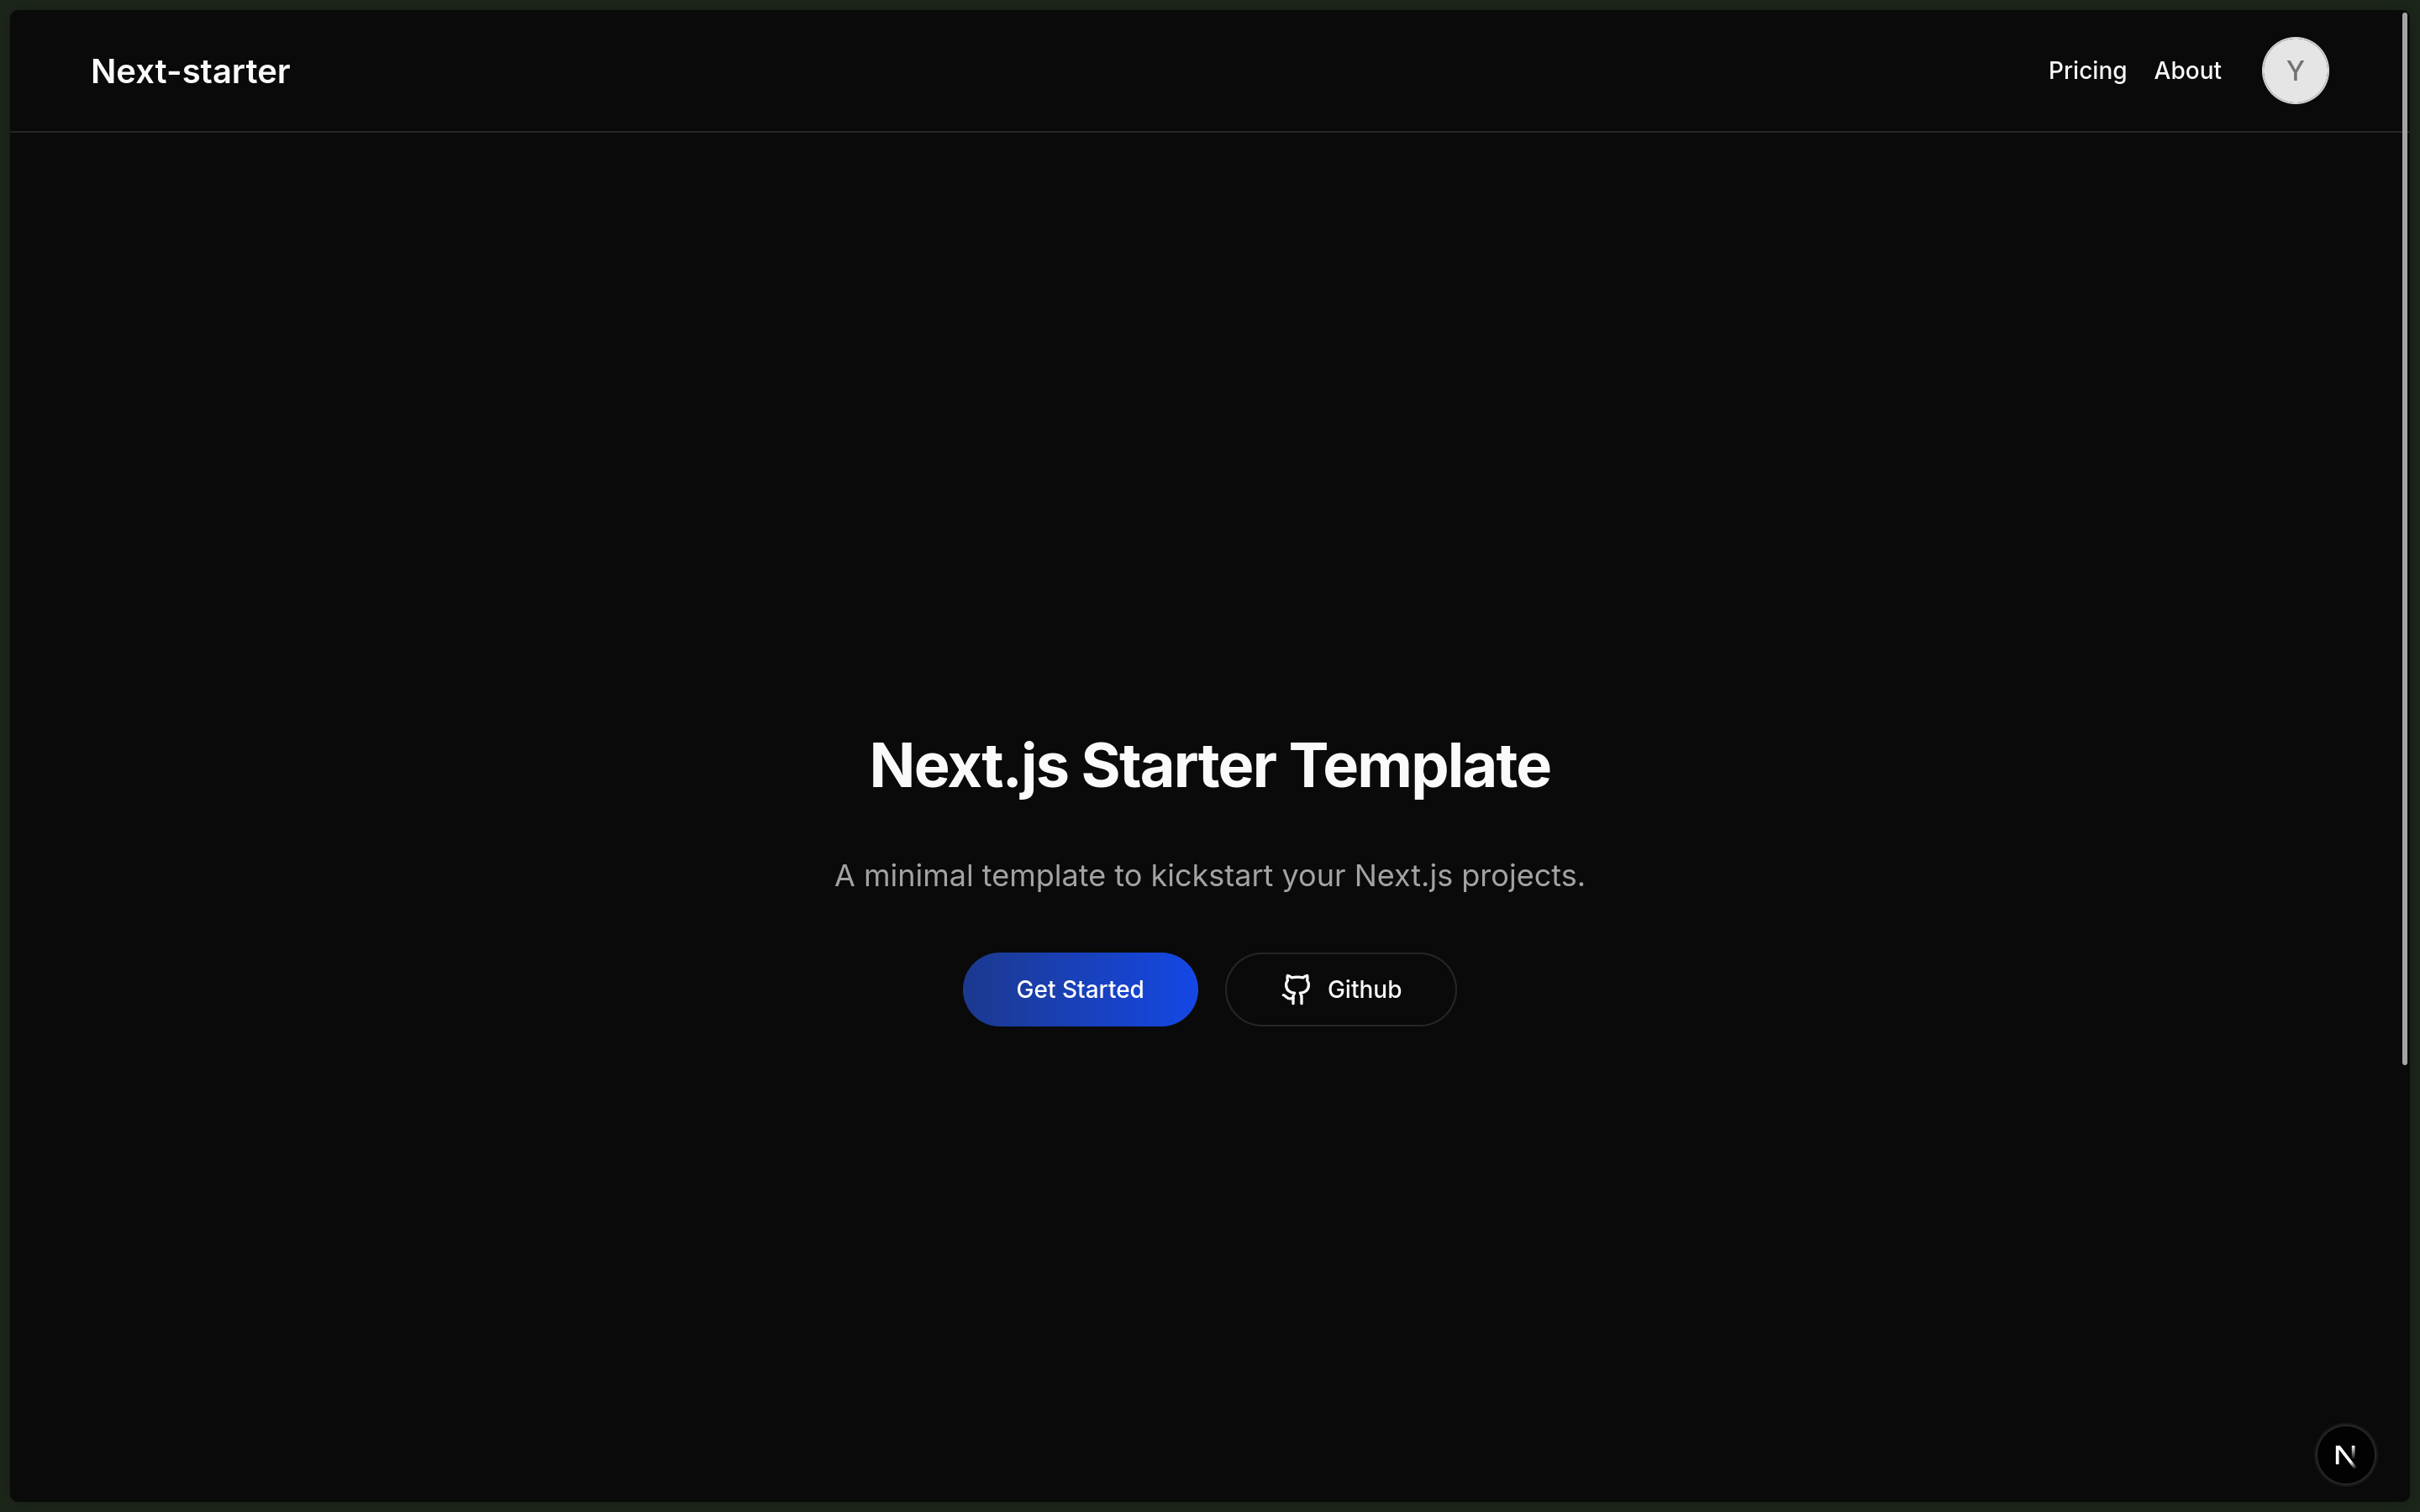 Next-starter
Pricing About Y
Next.js Starter Template
A minimal template to kickstart your Next.js projects.
Get Started Github
N